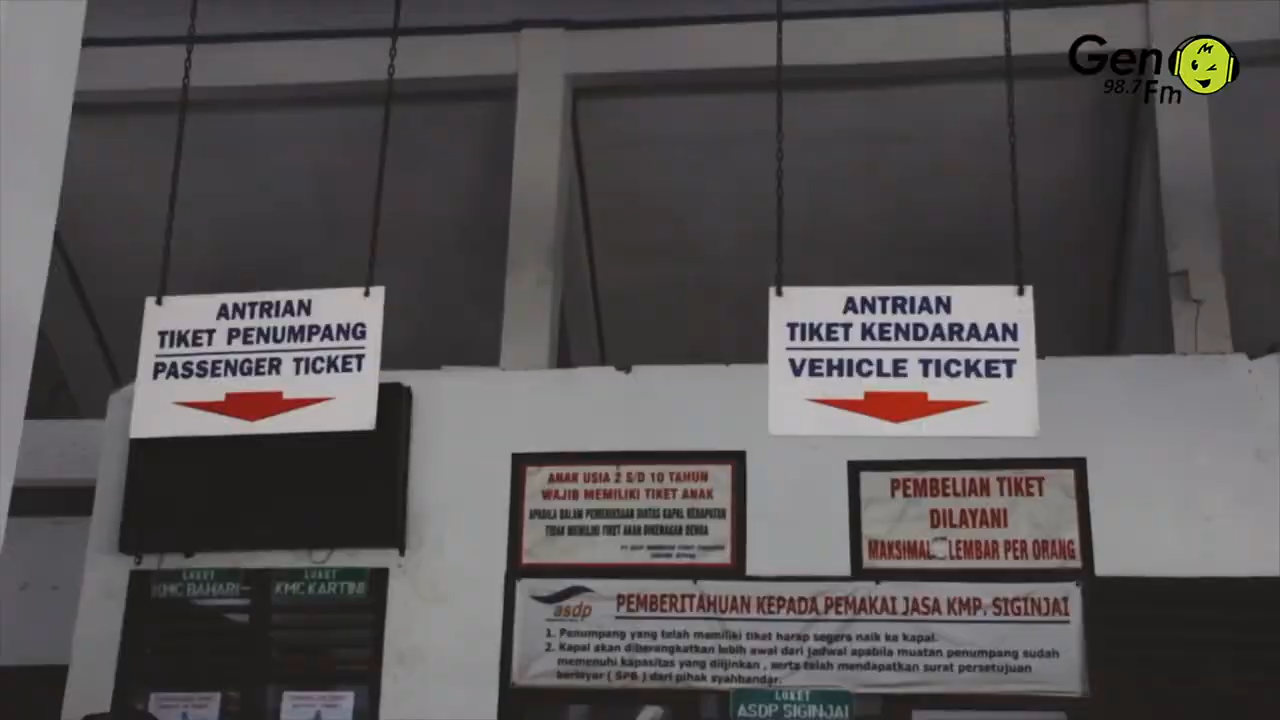 Gen
98.7 Fm
ANTRIAN
TIKET PENUMPANG
PASSENGER TICKET
ANTRIAN
TIKET KENDARAAN
VEHICLE TICKET
ANAK USIA 2 S/D 10 TAHUN
WAJIB MEMILIKI TIKET ANAK
APABILA DALAM PEMERIKSAAN DIATAS KAPAL KEDAPATAN
TIDAK MEMILIKI TIKET AKAN DIKENAKAN DENDA
PEMBELIAN TIKET
DILAYANI
MAKSIMAL LEMBAR PER ORANG
LOKET
KMC BAHARI
LOKET
KMC KARTINI
asdp
PEMBERITAHUAN KEPADA PEMAKAI JASA KMP. SIGINJAI
1. Penumpang yang telah memiliki tiket harap segera naik ke kapal.
2. Kapal akan diberangkatkan lebih awal dari jadwal apabila muatan penumpang sudah
memenuhi kapasitas yang diijinkan , serta telah mendapatkan surat persetujuan
berlayar ( SPB ) dari pihak syahbandar.
LOKET
ASDP SIGINJAI